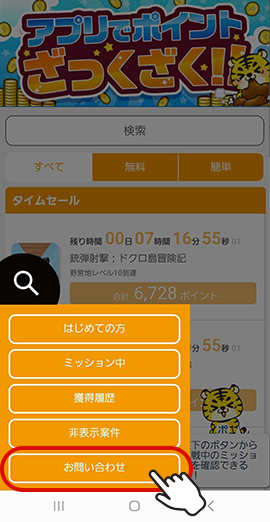 アプリでポイント
ざっくざく!!
検索
すべて
無料
簡単
タイムセール
残り時間 00日 07時間 16分 55秒 01
銃弾射撃：ドクロ島冒険記
野営地レベル10到達
合計 6,728 ポイント
55秒 01
はじめての方
ミッション中
獲得履歴
非表示案件
お問い合わせ
ポ
下のボタンから
戦中のミッショ
を確認できる